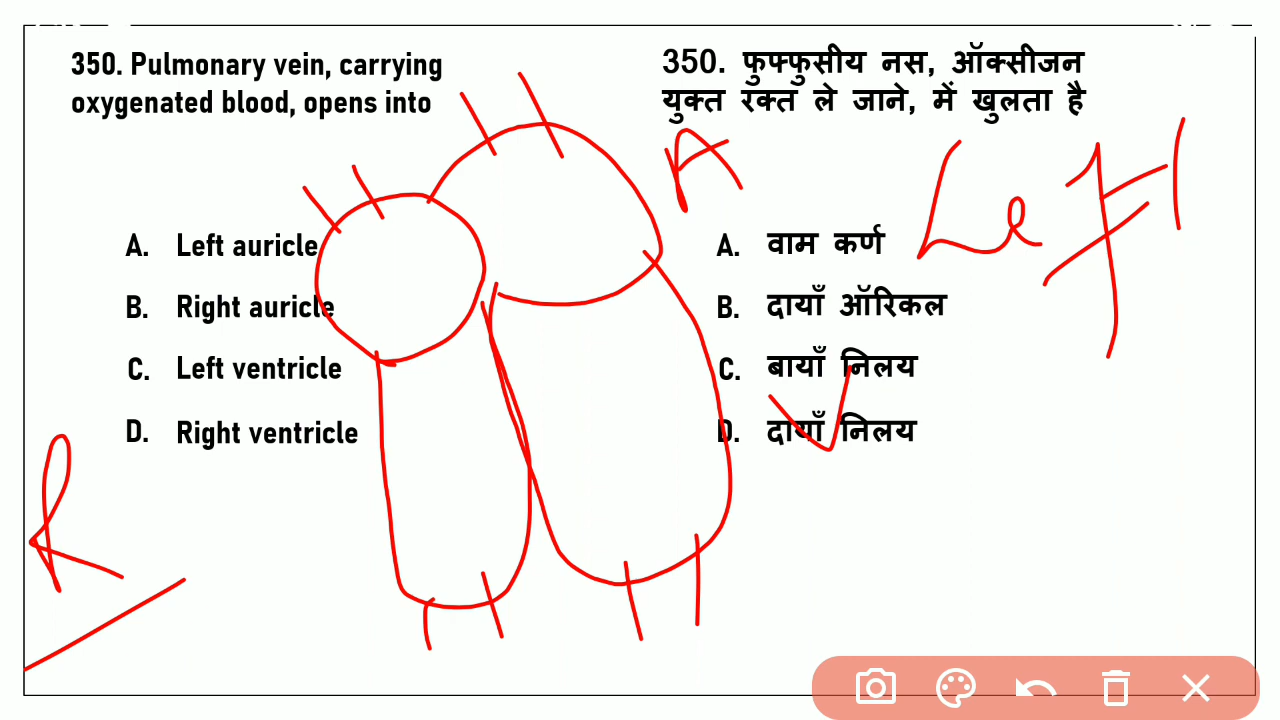 350. Pulmonary vein, carrying
oxygenated blood, opens into
A. Left auricle
B. Right auricle
C. Left ventricle
D. Right ventricle
350. फुफ्फुसीय नस, ऑक्सीजन
युक्त रक्त ले जाने, में खुलता है
A. वाम कर्ण
B. दायाँ ऑरिकल
C. बायाँ निलय
D. दायाँ निलय
A
Left
R